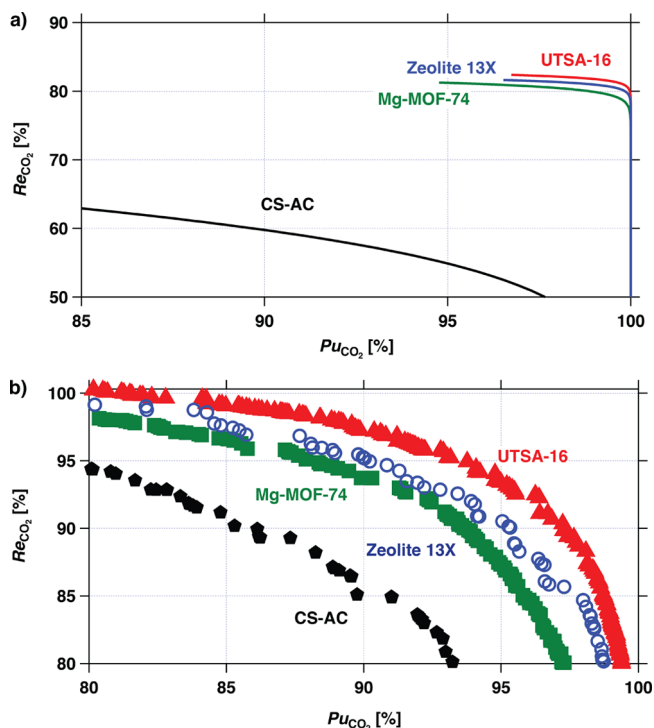 a)
90
80
70
60
50
Re_CO₂ [%]
UTSA-16
Zeolite 13X
Mg-MOF-74
CS-AC
85 90 95 100
Pu_CO₂ [%]
b)
100
95
90
85
80
Re_CO₂ [%]
UTSA-16
Mg-MOF-74
Zeolite 13X
CS-AC
80 85 90 95 100
Pu_CO₂ [%]